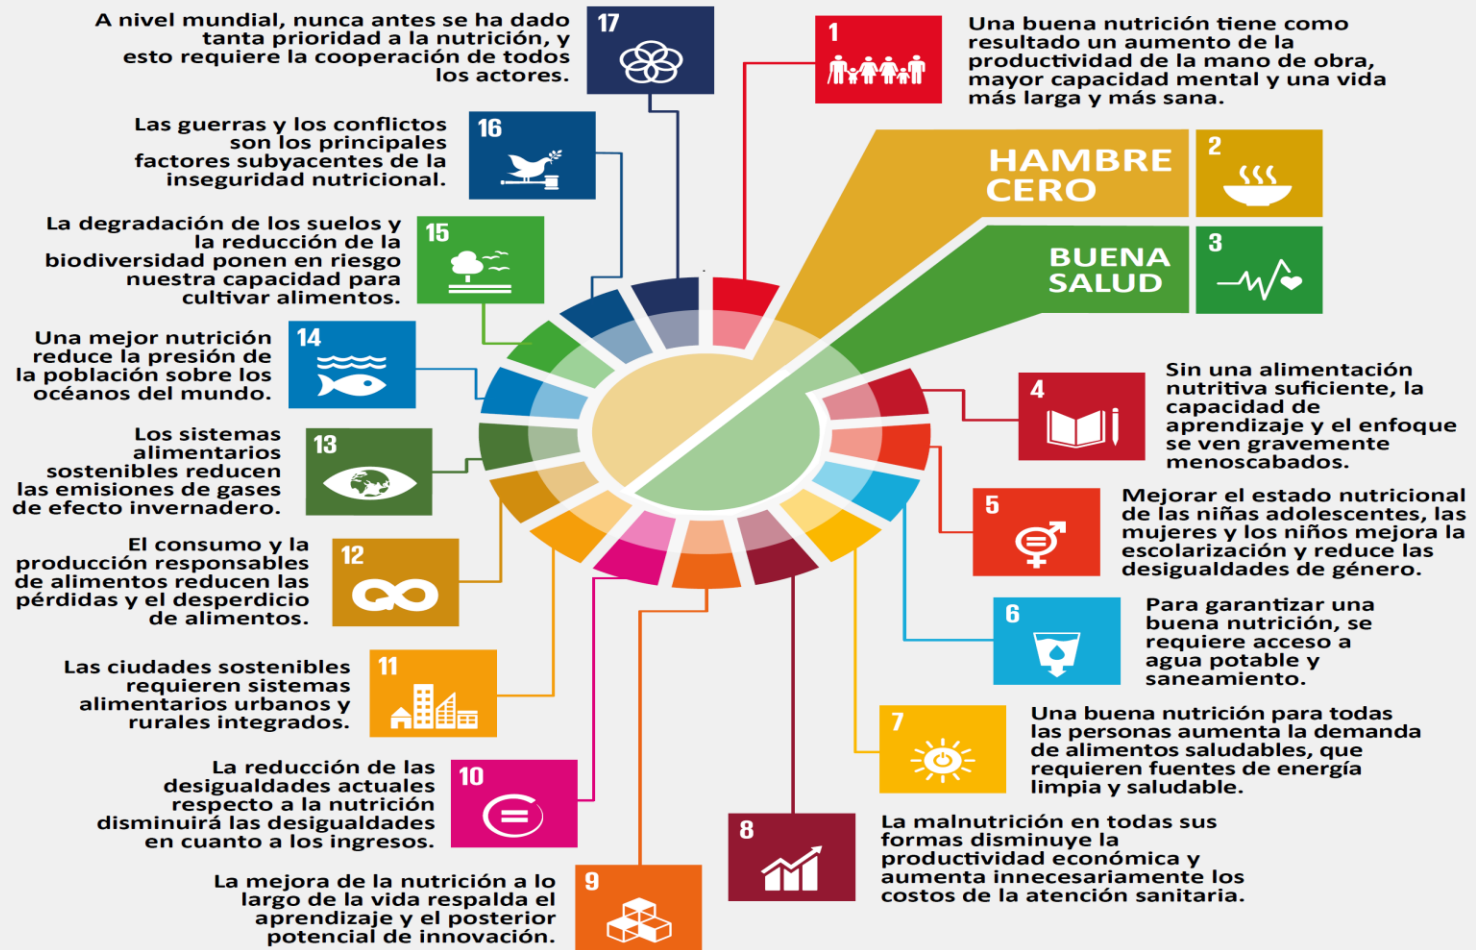 17
A nivel mundial, nunca antes se ha dado
tanta prioridad a la nutrición, y
esto requiere la cooperación de todos
los actores.
1
Una buena nutrición tiene como
resultado un aumento de la
productividad de la mano de obra,
mayor capacidad mental y una vida
más larga y más sana.
HAMBRE
CERO
2
BUENA
SALUD
3
4
Sin una alimentación
nutritiva suficiente, la
capacidad de
aprendizaje y el enfoque
se ven gravemente
menoscabados.
5
Mejorar el estado nutricional
de las niñas adolescentes, las
mujeres y los niños mejora la
escolarización y reduce las
desigualdades de género.
6
Para garantizar una
buena nutrición, se
requiere acceso a
agua potable y
saneamiento.
7
Una buena nutrición para todas
las personas aumenta la demanda
de alimentos saludables, que
requieren fuentes de energía
limpia y saludable.
8
La malnutrición en todas sus
formas disminuye la
productividad económica y
aumenta innecesariamente los
costos de la atención sanitaria.
9
La mejora de la nutrición a lo
largo de la vida respalda el
aprendizaje y el posterior
potencial de innovación.
10
La reducción de las
desigualdades actuales
respecto a la nutrición
disminuirá las desigualdades
en cuanto a los ingresos.
11
Las ciudades sostenibles
requieren sistemas
alimentarios urbanos y
rurales integrados.
12
El consumo y la
producción responsables
de alimentos reducen las
pérdidas y el desperdicio
de alimentos.
13
Los sistemas
alimentarios
sostenibles reducen
las emisiones de gases
de efecto invernadero.
14
Una mejor nutrición
reduce la presión de
la población sobre los
océanos del mundo.
15
La degradación de los suelos y
la reducción de la
biodiversidad ponen en riesgo
nuestra capacidad para
cultivar alimentos.
16
Las guerras y los conflictos
son los principales
factores subyacentes de la
inseguridad nutricional.